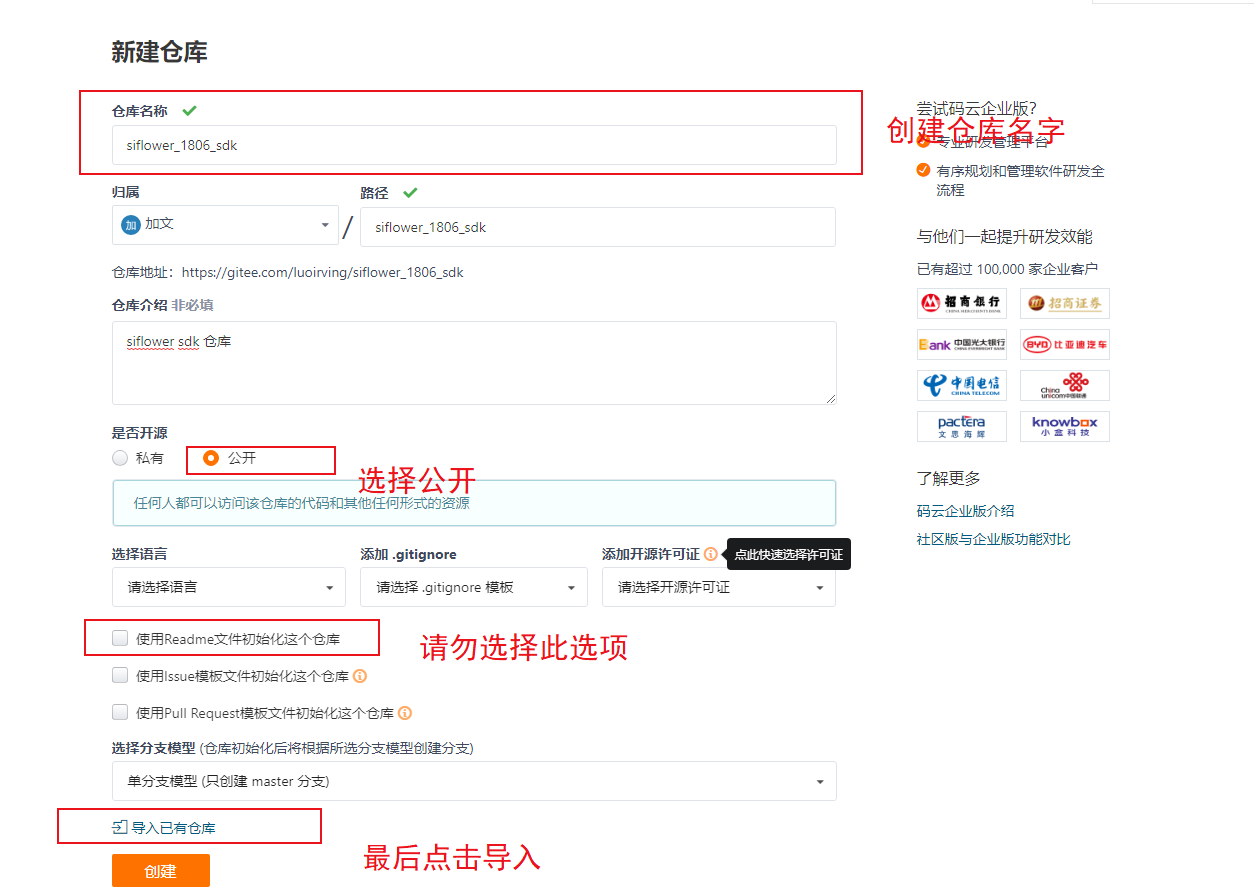 新建仓库
仓库名称
siflower_1806_sdk
创建仓库名字
归属
路径
加 加文
/
siflower_1806_sdk
仓库地址：https://gitee.com/luoirving/siflower_1806_sdk
仓库介绍 非必填
siflower sdk 仓库
是否开源
私有
公开
选择公开
任何人都可以访问该仓库的代码和其他任何形式的资源
选择语言
添加 .gitignore
添加开源许可证
点此快速选择许可证
请选择语言
请选择 .gitignore 模板
请选择开源许可证
使用Readme文件初始化这个仓库
请勿选择此选项
使用Issue模板文件初始化这个仓库
使用Pull Request模板文件初始化这个仓库
选择分支模型 (仓库初始化后将根据所选分支模型创建分支)
单分支模型 (只创建 master 分支)
导入已有仓库
最后点击导入
创建
尝试码云企业版？
专业研发管理平台
有序规划和管理软件研发全
流程
与他们一起提升研发效能
已有超过 100,000 家企业客户
招商银行
CHINA MERCHANTS BANK
招商证券
Bank 中国光大银行
CHINA EVERBRIGHT BANK
BYD 比亚迪汽车
中国电信
CHINA TELECOM
China
unicom中国联通
pactera
文思海辉
knowbox
小盒科技
了解更多
码云企业版介绍
社区版与企业版功能对比